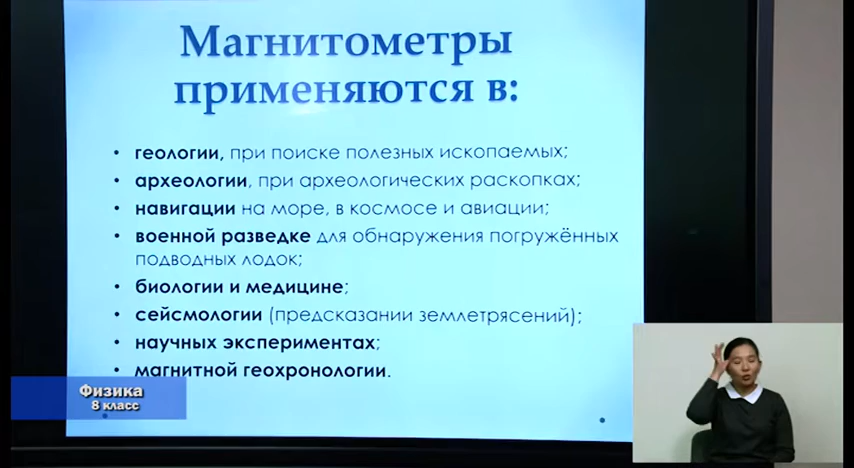 Магнитометры
применяются в:
• геологии, при поиске полезных ископаемых;
• археологии, при археологических раскопках;
• навигации на море, в космосе и авиации;
• военной разведке для обнаружения погружённых
подводных лодок;
• биологии и медицине;
• сейсмологии (предсказании землетрясений);
• научных экспериментах;
• магнитной геохронологии.
Физика
8 класс